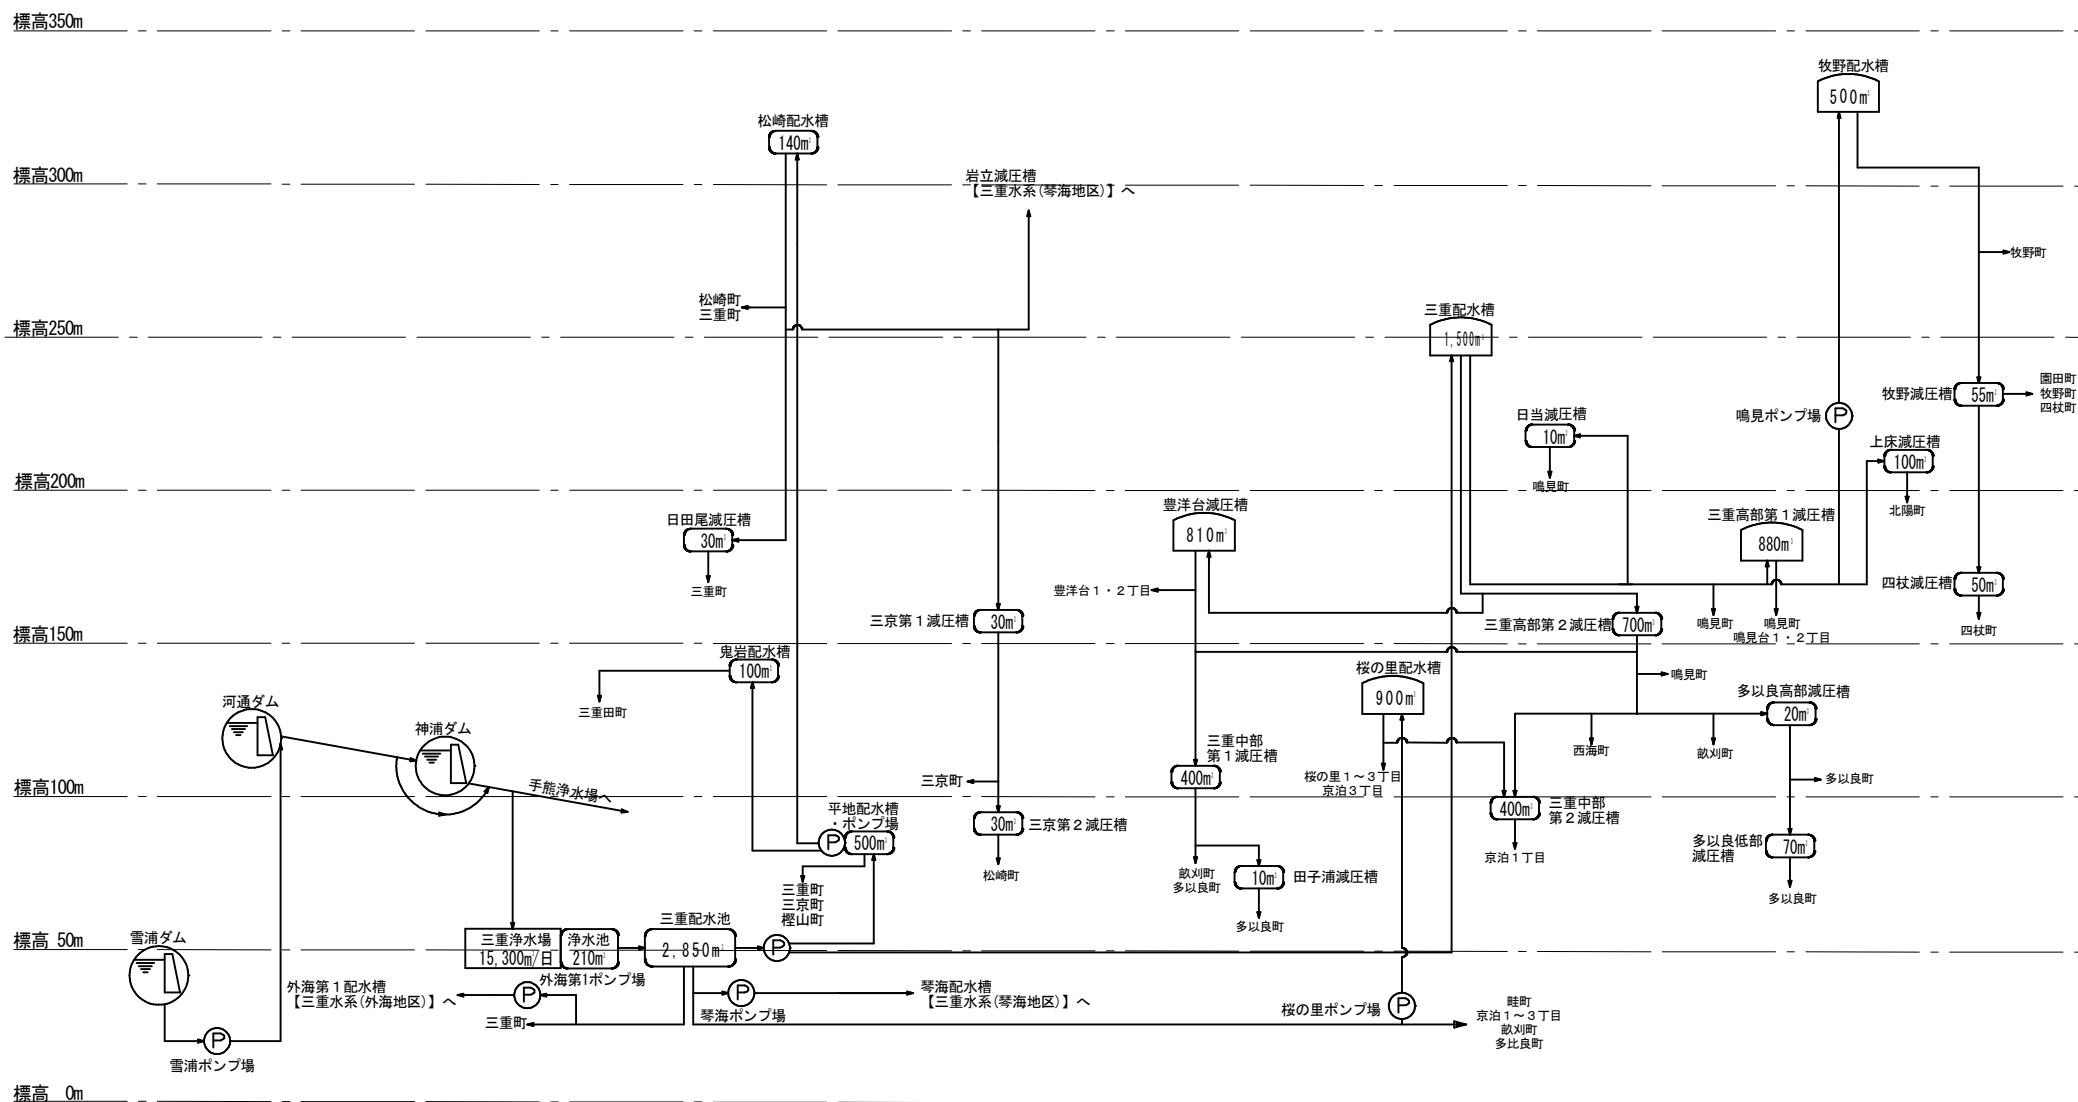 標高350m
牧野配水槽
500m³
松崎配水槽
140m³
標高300m
岩立減圧槽
【三重水系(琴海地区)】へ
牧野町
松崎町
三重町
三重配水槽
1,500m³
標高250m
園田町
牧野町
四杖町
牧野減圧槽
55m³
日当減圧槽
10m³
鳴見町
鳴見ポンプ場
P
上床減圧槽
100m³
北陽町
標高200m
日田尾減圧槽
30m³
三重町
豊洋台減圧槽
810m³
豊洋台1・2丁目
三重高部第1減圧槽
880m³
四杖減圧槽
50m³
四杖町
三京第1減圧槽
30m³
三重高部第2減圧槽
700m³
鳴見町
鳴見町
鳴見台1・2丁目
標高150m
鬼岩配水槽
100m³
三重田町
桜の里配水槽
900m³
鳴見町
多以良高部減圧槽
20m³
河通ダム
神浦ダム
手熊浄水場へ
三重中部
第1減圧槽
400m³
西海町
畝刈町
多以良町
三京町
桜の里1~3丁目
京泊3丁目
標高100m
平地配水槽
・ポンプ場
P
500m³
30m³
三京第2減圧槽
松崎町
400m³
三重中部
第2減圧槽
京泊1丁目
多以良低部
減圧槽
70m³
多以良町
三重町
三京町
樫山町
畝刈町
多以良町
10m³
田子浦減圧槽
多以良町
標高 50m
雪浦ダム
三重浄水場
15,300m³/日
浄水池
210m³
三重配水池
2,850m³
P
外海第1配水槽
【三重水系(外海地区)】へ
P
外海第1ポンプ場
三重町
P
琴海ポンプ場
琴海配水槽
【三重水系(琴海地区)】へ
桜の里ポンプ場
P
畦町
京泊1~3丁目
畝刈町
多比良町
P
雪浦ポンプ場
標高 0m